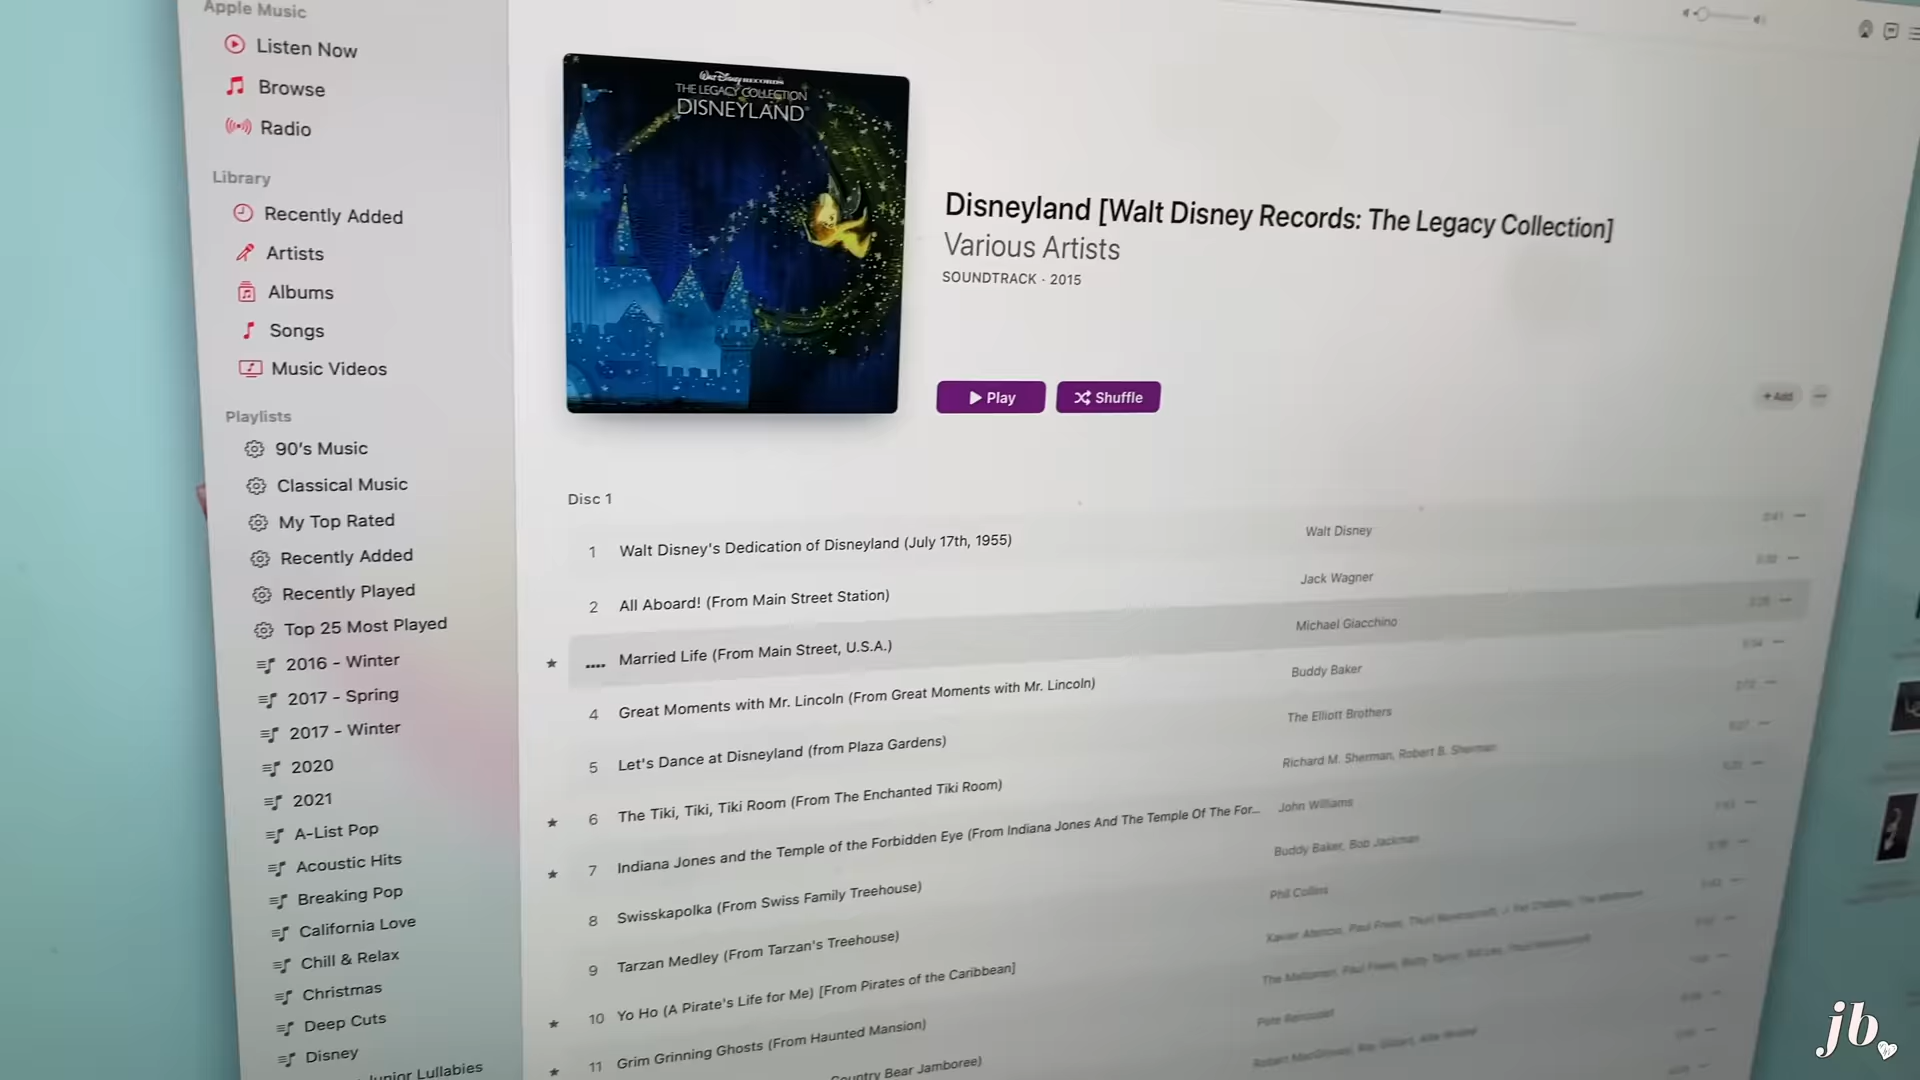 Apple Music
Listen Now
Browse
Radio
Library
Recently Added
Artists
Albums
Songs
Music Videos
Playlists
90's Music
Classical Music
My Top Rated
Recently Added
Recently Played
Top 25 Most Played
2016 - Winter
2017 - Spring
2017 - Winter
2020
2021
A-List Pop
Acoustic Hits
Breaking Pop
California Love
Chill & Relax
Christmas
Deep Cuts
Disney
Junior Lullabies
Walt Disney RECORDS
THE LEGACY COLLECTION
DISNEYLAND
Disneyland [Walt Disney Records: The Legacy Collection]
Various Artists
SOUNDTRACK · 2015
Play
Shuffle
+ Add
Disc 1
1 Walt Disney's Dedication of Disneyland (July 17th, 1955) Walt Disney
2 All Aboard! (From Main Street Station) Jack Wagner
Married Life (From Main Street, U.S.A.) Michael Giacchino
4 Great Moments with Mr. Lincoln (From Great Moments with Mr. Lincoln) Buddy Baker
5 Let's Dance at Disneyland (from Plaza Gardens) The Elliott Brothers
6 The Tiki, Tiki, Tiki Room (From The Enchanted Tiki Room) Richard M. Sherman, Robert B. Sherman
7 Indiana Jones and the Temple of the Forbidden Eye (From Indiana Jones And The Temple Of The For... John Williams
8 Swisskapolka (From Swiss Family Treehouse) Buddy Baker, Bob Jackman
9 Tarzan Medley (From Tarzan's Treehouse) Phil Collins
10 Yo Ho (A Pirate's Life for Me) [From Pirates of the Caribbean]
11 Grim Grinning Ghosts (From Haunted Mansion)
Country Bear Jamboree)
jb